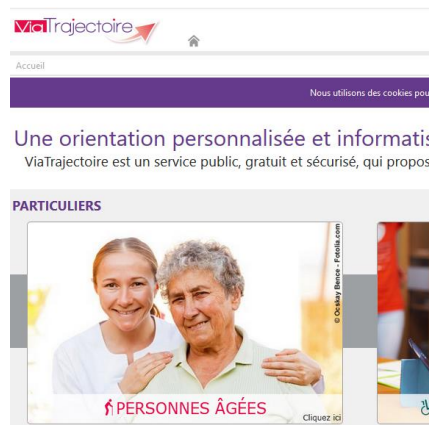 ViaTrajectoire
Accueil
Nous utilisons des cookies pou
Une orientation personnalisée et informatis
ViaTrajectoire est un service public, gratuit et sécurisé, qui propos
PARTICULIERS
© Ocskay Bence - Fotolia.com
PERSONNES ÂGÉES
Cliquez ici